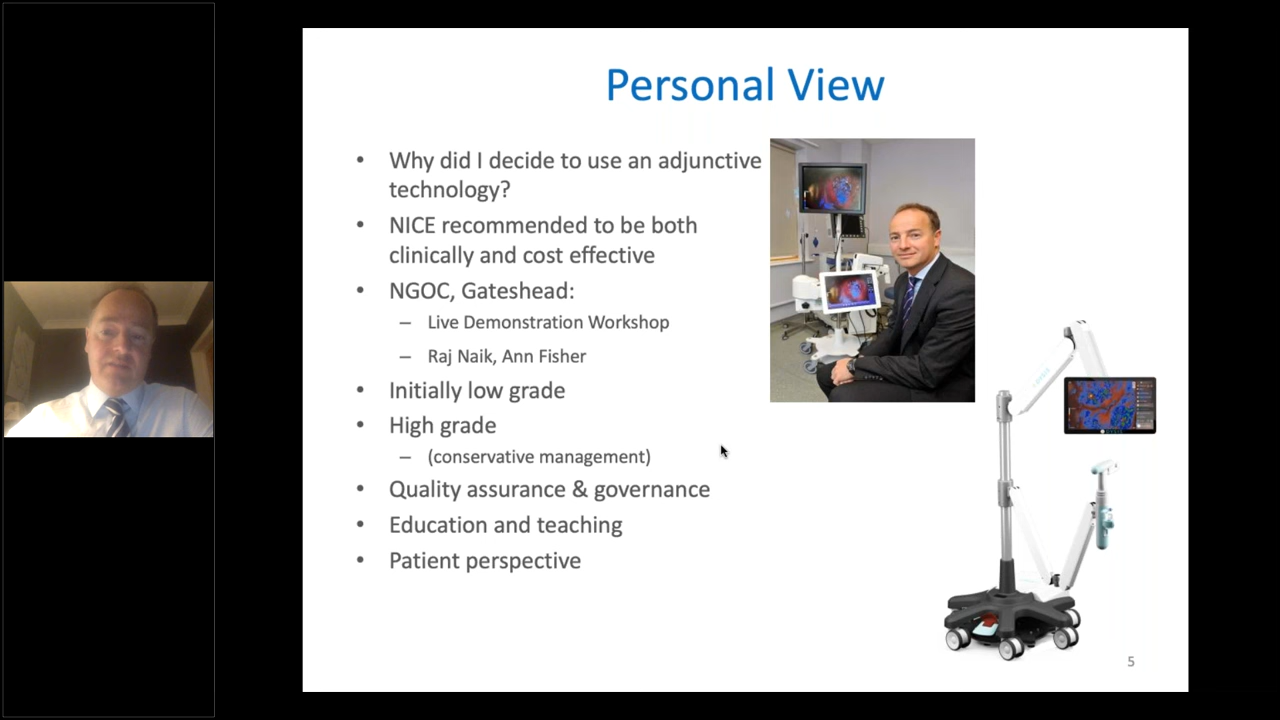 Personal View
• Why did I decide to use an adjunctive
technology?
• NICE recommended to be both
clinically and cost effective
• NGOC, Gateshead:
– Live Demonstration Workshop
– Raj Naik, Ann Fisher
• Initially low grade
• High grade
– (conservative management)
• Quality assurance & governance
• Education and teaching
• Patient perspective
5